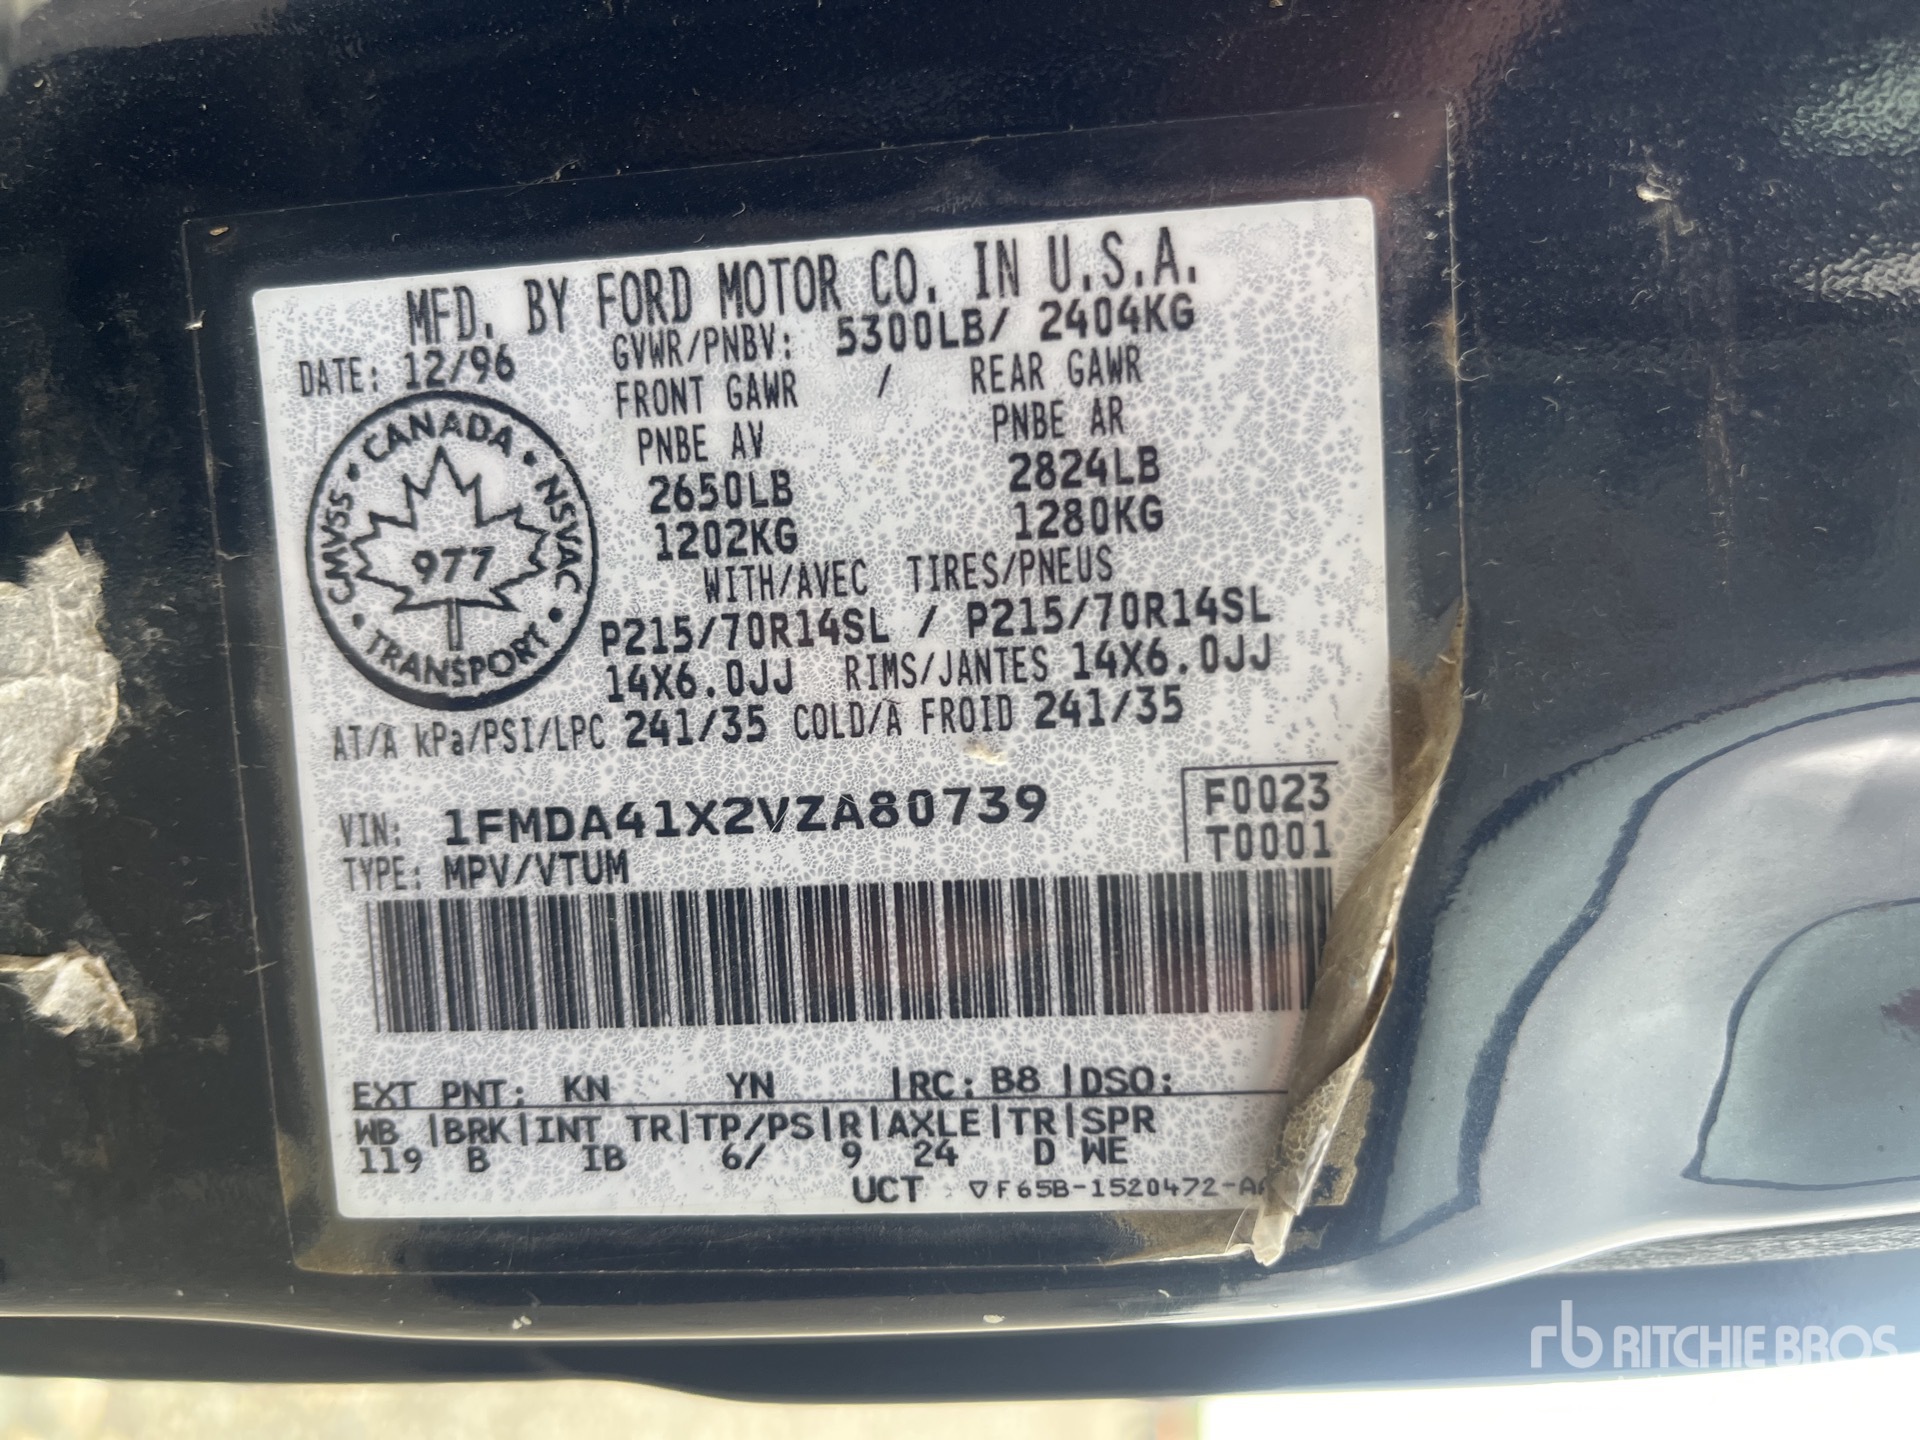 MFD. BY FORD MOTOR CO. IN U.S.A.
DATE: 12/96 GVWR/PNBV: 5300LB/ 2404KG
FRONT GAWR / REAR GAWR
PNBE AV PNBE AR
2650LB 2824LB
1202KG 1280KG
CANADA • NSVAC • TRANSPORT • CMVSS •
977
WITH/AVEC TIRES/PNEUS
P215/70R14SL / P215/70R14SL
14X6.0JJ RIMS/JANTES 14X6.0JJ
AT/A kPa/PSI/LPC 241/35 COLD/A FROID 241/35
VIN: 1FMDA41X2VZA80739
F0023
T0001
TYPE: MPV/VTUM
EXT PNT: KN YN |RC: B8 |DSO:
WB |BRK|INT TR|TP/PS|R|AXLE|TR|SPR
119 B IB 6/ 9 24 D WE
UCT ▽F65B-1520472-
rb RITCHIE BROS